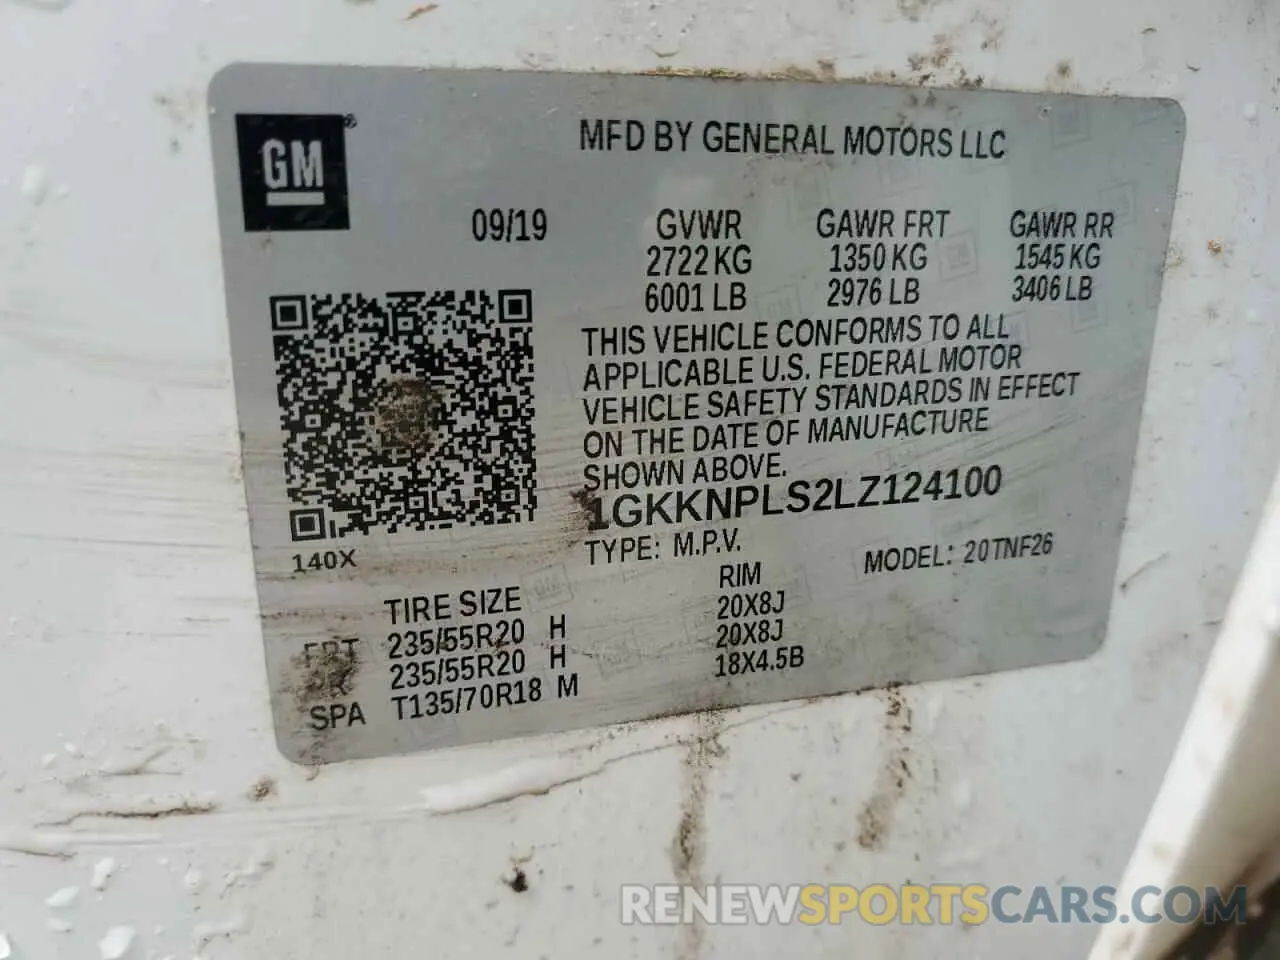 GM®
MFD BY GENERAL MOTORS LLC
09/19
GVWR GAWR FRT GAWR RR
2722 KG 1350 KG 1545 KG
6001 LB 2976 LB 3406 LB
THIS VEHICLE CONFORMS TO ALL
APPLICABLE U.S. FEDERAL MOTOR
VEHICLE SAFETY STANDARDS IN EFFECT
ON THE DATE OF MANUFACTURE
SHOWN ABOVE.
1GKKNPLS2LZ124100
140X
TYPE: M.P.V. MODEL: 20TNF26
TIRE SIZE RIM
FRT 235/55R20 H 20X8J
RR 235/55R20 H 20X8J
SPA T135/70R18 M 18X4.5B
RENEWSPORTSCARS.COM